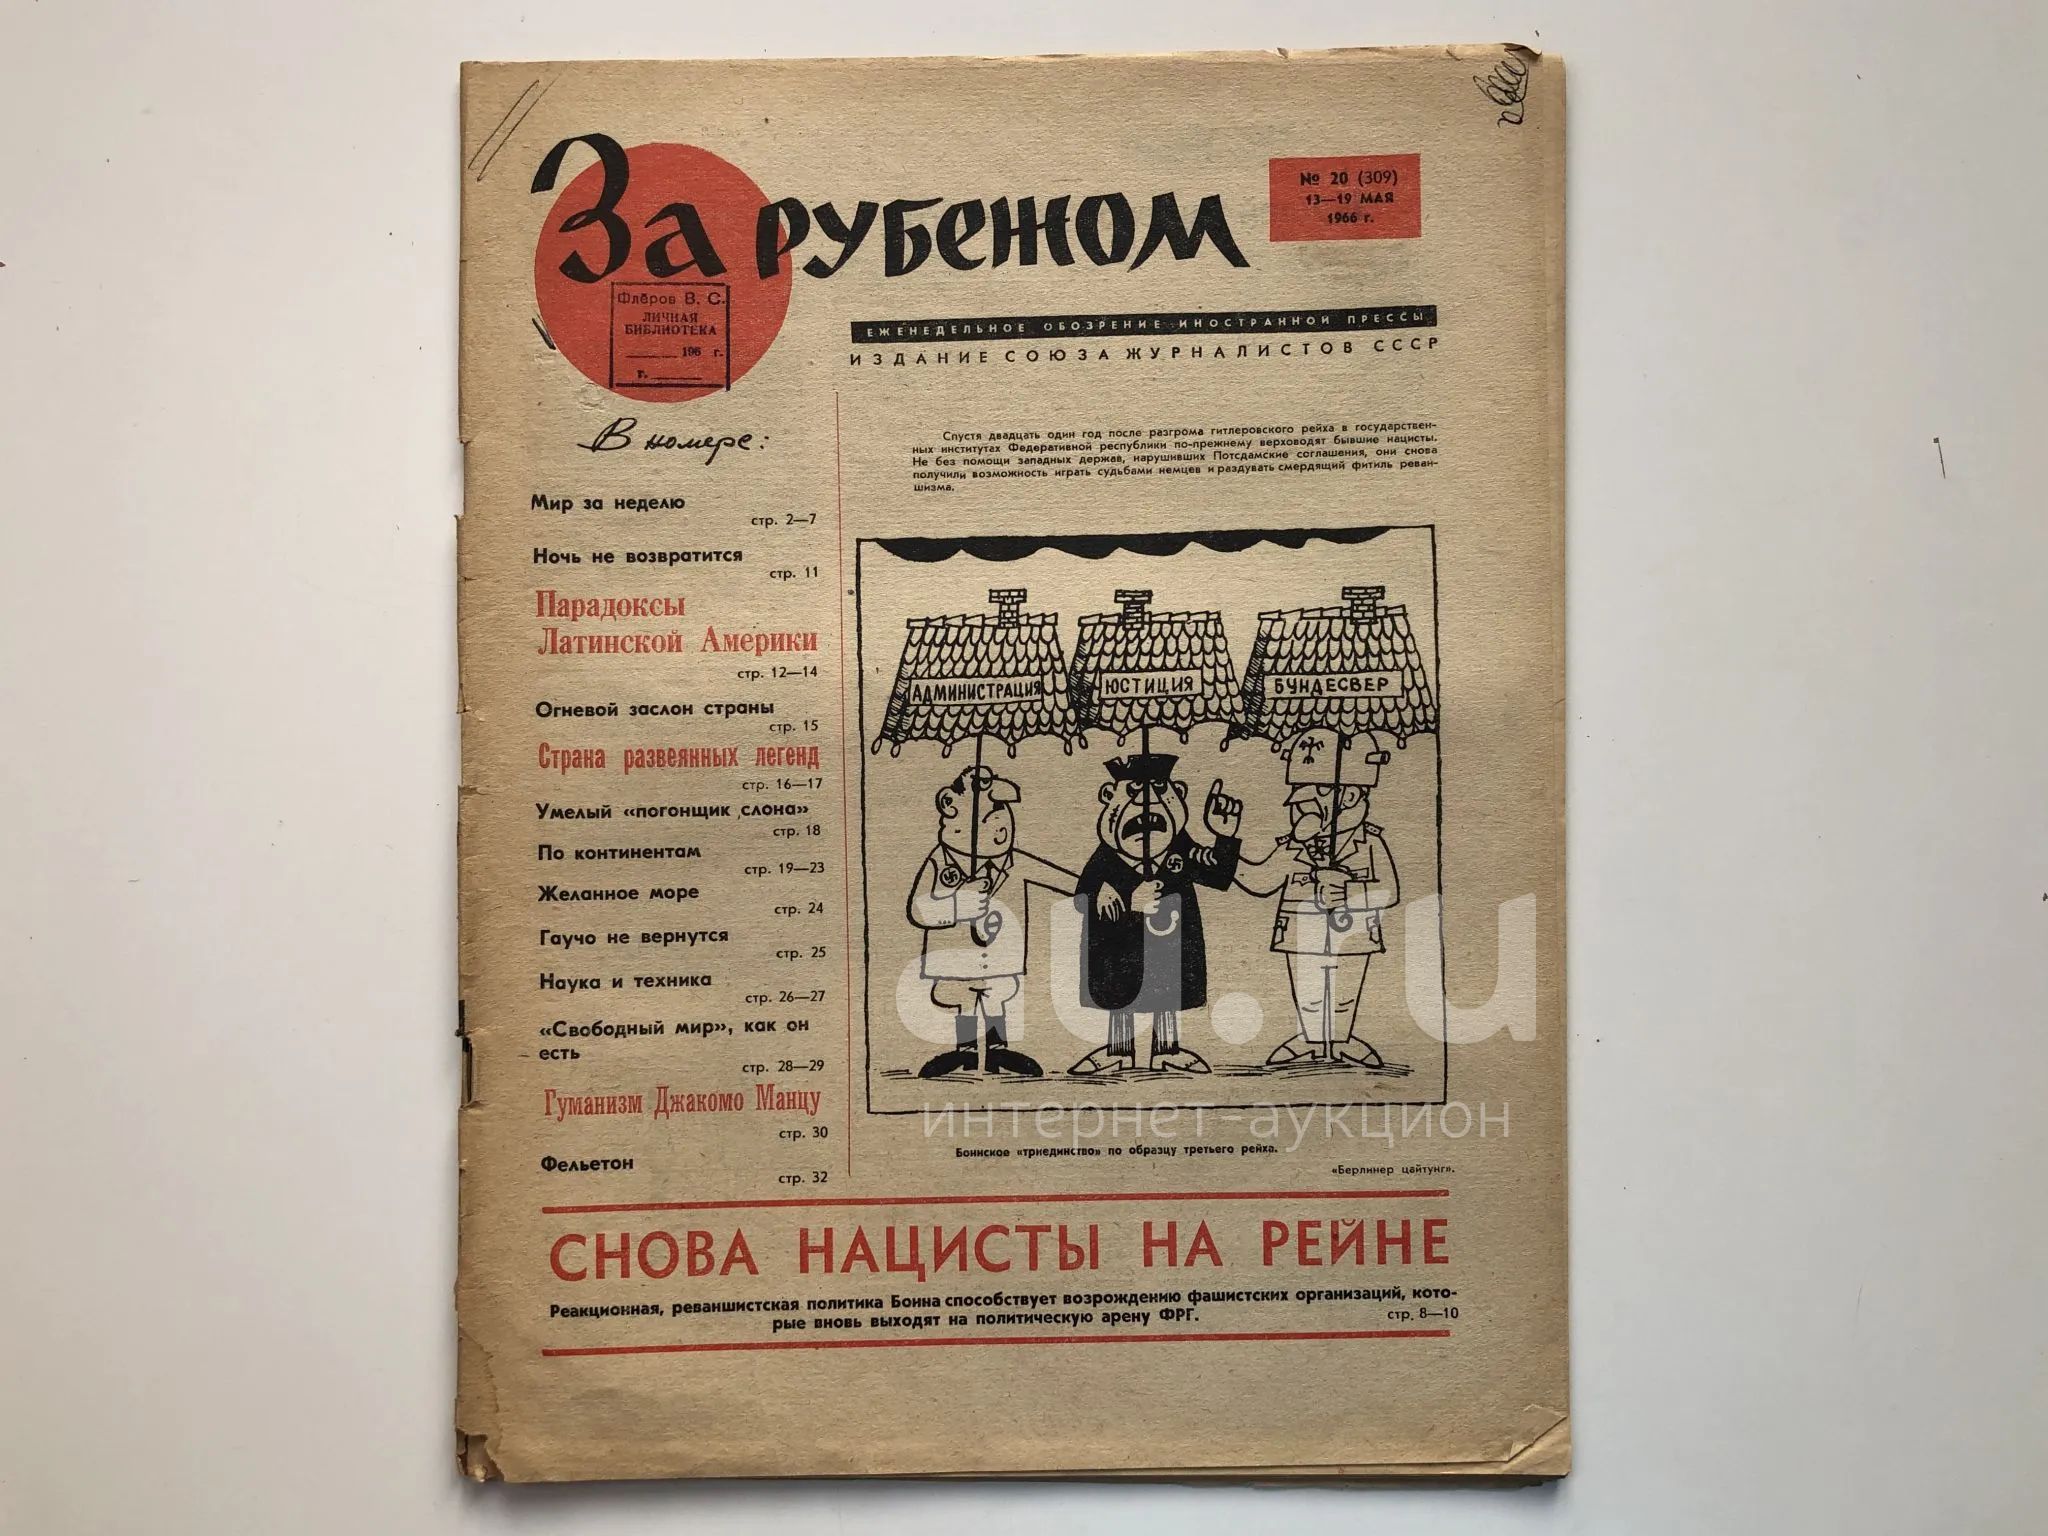 За рубежом
№ 20 (309)
13—19 МАЯ
1966 г.
Флёров В. С.
ЛИЧНАЯ
БИБЛИОТЕКА
196 г.
г.
ЕЖЕНЕДЕЛЬНОЕ ОБОЗРЕНИЕ ИНОСТРАННОЙ ПРЕССЫ
ИЗДАНИЕ СОЮЗА ЖУРНАЛИСТОВ СССР
В номере:
Мир за неделю
стр. 2—7
Ночь не возвратится
стр. 11
Парадоксы
Латинской Америки
стр. 12—14
Огневой заслон страны
стр. 15
Страна развеянных легенд
стр. 16—17
Умелый «погонщик слона»
стр. 18
По континентам
стр. 19—23
Желанное море
стр. 24
Гаучо не вернутся
стр. 25
Наука и техника
стр. 26—27
«Свободный мир», как он
есть
стр. 28—29
Гуманизм Джакомо Манцу
стр. 30
Фельетон
стр. 32
Спустя двадцать один год после разгрома гитлеровского рейха в государствен-
ных институтах Федеративной республики по-прежнему верховодят бывшие нацисты.
Не без помощи западных держав, нарушивших Потсдамские соглашения, они снова
получили возможность играть судьбами немцев и раздувать смердящий фитиль реван-
шизма.
АДМИНИСТРАЦИЯ
ЮСТИЦИЯ
БУНДЕСВЕР
au.ru
интернет-аукцион
Боннское «триединство» по образцу третьего рейха.
«Берлинер цайтунг».
СНОВА НАЦИСТЫ НА РЕЙНЕ
Реакционная, реваншистская политика Бонна способствует возрождению фашистских организаций, кото-
рые вновь выходят на политическую арену ФРГ.
стр. 8—10